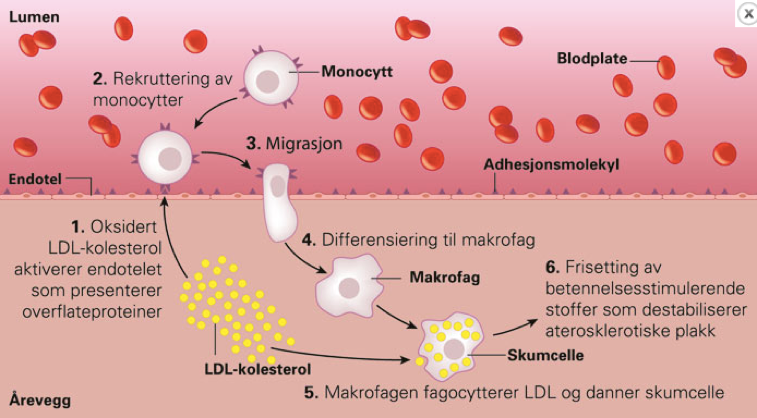 Lumen
2. Rekruttering av
monocytter
Monocytt
Blodplate
3. Migrasjon
Endotel
Adhesjonsmolekyl
1. Oksidert
LDL-kolesterol
aktiverer endotelet
som presenterer
overflateproteiner
4. Differensiering til makrofag
Makrofag
6. Frisetting av
betennelsesstimulerende
stoffer som destabiliserer
aterosklerotiske plakk
LDL-kolesterol
Skumcelle
5. Makrofagen fagocytterer LDL og danner skumcelle
Årevegg